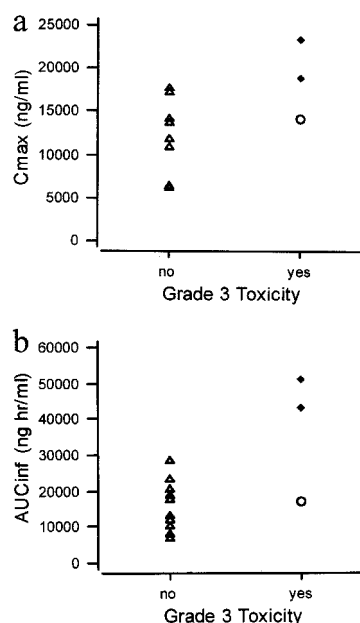 a
Cmax (ng/ml)
25000
20000
15000
10000
5000
0
no
yes
Grade 3 Toxicity
b
AUCinf (ng hr/ml)
60000
50000
40000
30000
20000
10000
0
no
yes
Grade 3 Toxicity